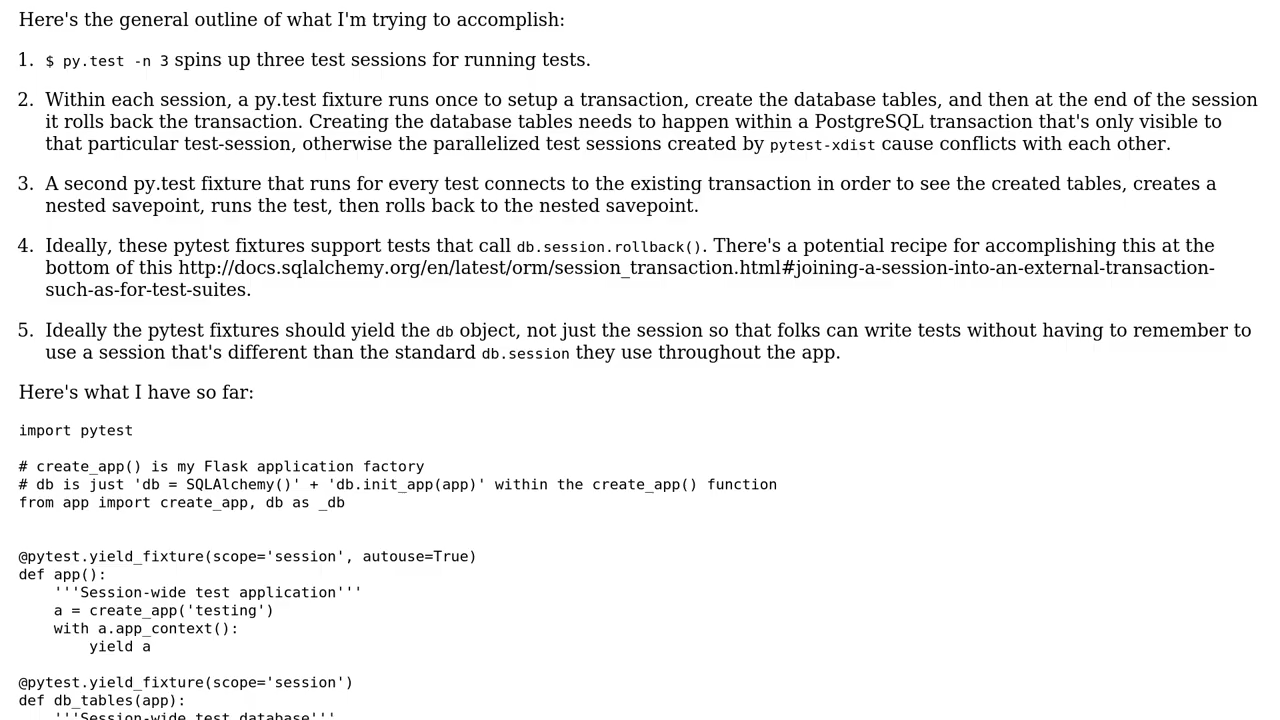 Here's the general outline of what I'm trying to accomplish:
1. $ py.test -n 3 spins up three test sessions for running tests.
2. Within each session, a py.test fixture runs once to setup a transaction, create the database tables, and then at the end of the session
it rolls back the transaction. Creating the database tables needs to happen within a PostgreSQL transaction that's only visible to
that particular test-session, otherwise the parallelized test sessions created by pytest-xdist cause conflicts with each other.
3. A second py.test fixture that runs for every test connects to the existing transaction in order to see the created tables, creates a
nested savepoint, runs the test, then rolls back to the nested savepoint.
4. Ideally, these pytest fixtures support tests that call db.session.rollback(). There's a potential recipe for accomplishing this at the
bottom of this http://docs.sqlalchemy.org/en/latest/orm/session_transaction.html#joining-a-session-into-an-external-transaction-
such-as-for-test-suites.
5. Ideally the pytest fixtures should yield the db object, not just the session so that folks can write tests without having to remember to
use a session that's different than the standard db.session they use throughout the app.
Here's what I have so far:
import pytest
# create_app() is my Flask application factory
# db is just 'db = SQLAlchemy()' + 'db.init_app(app)' within the create_app() function
from app import create_app, db as _db
@pytest.yield_fixture(scope='session', autouse=True)
def app():
    '''Session-wide test application'''
    a = create_app('testing')
    with a.app_context():
        yield a
@pytest.yield_fixture(scope='session')
def db_tables(app):
    '''Session-wide test database'''